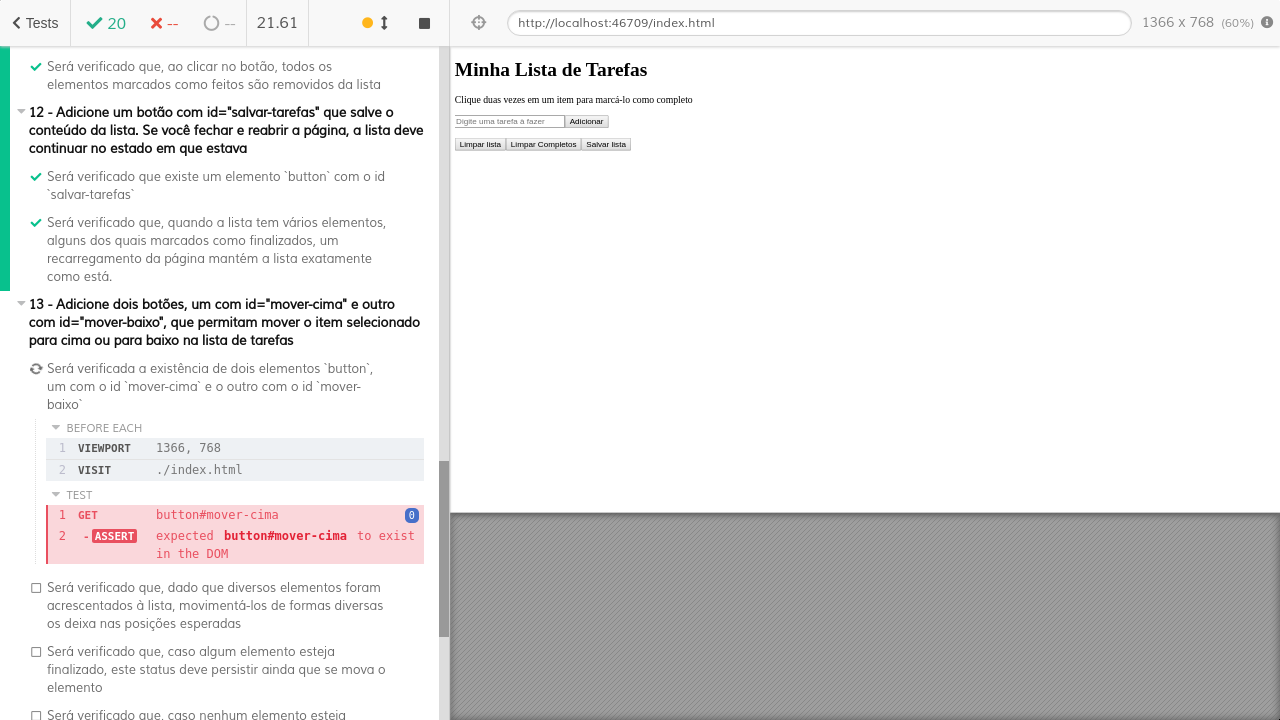 Tests
20
--
--
21.61
http://localhost:46709/index.html
1366 x 768 (60%)
Será verificado que, ao clicar no botão, todos os
elementos marcados como feitos são removidos da lista
12 - Adicione um botão com id="salvar-tarefas" que salve o
conteúdo da lista. Se você fechar e reabrir a página, a lista deve
continuar no estado em que estava
Será verificado que existe um elemento `button` com o id
`salvar-tarefas`
Será verificado que, quando a lista tem vários elementos,
alguns dos quais marcados como finalizados, um
recarregamento da página mantém a lista exatamente
como está.
13 - Adicione dois botões, um com id="mover-cima" e outro
com id="mover-baixo", que permitam mover o item selecionado
para cima ou para baixo na lista de tarefas
Será verificada a existência de dois elementos `button`,
um com o id `mover-cima` e o outro com o id `mover-
baixo`
BEFORE EACH
1 VIEWPORT 1366, 768
2 VISIT ./index.html
TEST
1 GET button#mover-cima 0
2 -ASSERT expected button#mover-cima to exist
in the DOM
Será verificado que, dado que diversos elementos foram
acrescentados à lista, movimentá-los de formas diversas
os deixa nas posições esperadas
Será verificado que, caso algum elemento esteja
finalizado, este status deve persistir ainda que se mova o
elemento
Será verificado que, caso nenhum elemento esteja
Minha Lista de Tarefas
Clique duas vezes em um item para marcá-lo como completo
Digite uma tarefa à fazer Adicionar
Limpar lista Limpar Completos Salvar lista